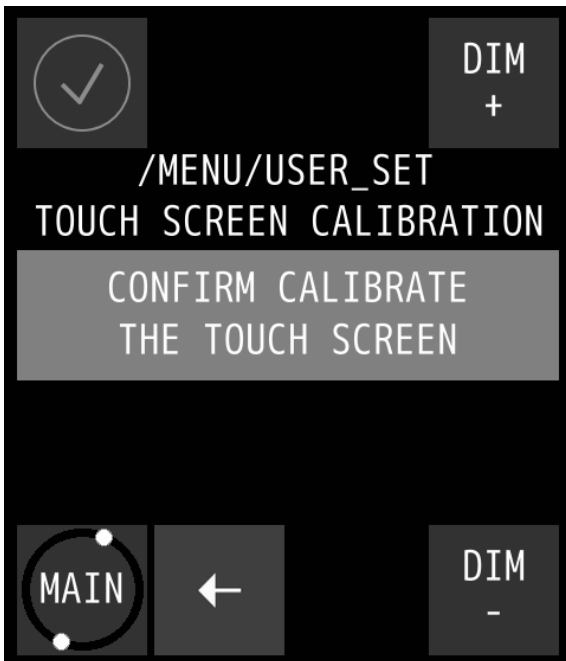 DIM
+
/MENU/USER_SET
TOUCH SCREEN CALIBRATION
CONFIRM CALIBRATE
THE TOUCH SCREEN
MAIN
DIM
-